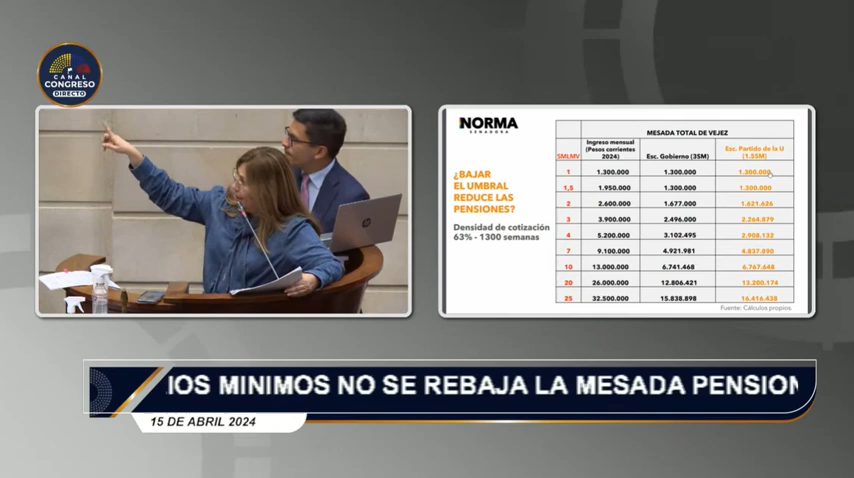 CANAL
CONGRESO
DIRECTO
hp
NORMA
SENADORA
¿BAJAR
EL UMBRAL
REDUCE LAS
PENSIONES?
Densidad de cotización
63% - 1300 semanas
MESADA TOTAL DE VEJEZ
SMLMV Ingreso mensual (Pesos corrientes 2024) Esc. Gobierno (3SM) Esc. Partido de la U (1.55M)
1 1.300.000 1.300.000 1.300.000
1,5 1.950.000 1.300.000 1.300.000
2 2.600.000 1.677.000 1.621.626
3 3.900.000 2.496.000 2.264.879
4 5.200.000 3.102.495 2.908.132
7 9.100.000 4.921.981 4.837.890
10 13.000.000 6.741.468 6.767.648
20 26.000.000 12.806.421 13.200.174
25 32.500.000 15.838.898 16.416.428
Fuente: Cálculos propios.
IOS MINIMOS NO SE REBAJA LA MESADA PENSION
15 DE ABRIL 2024